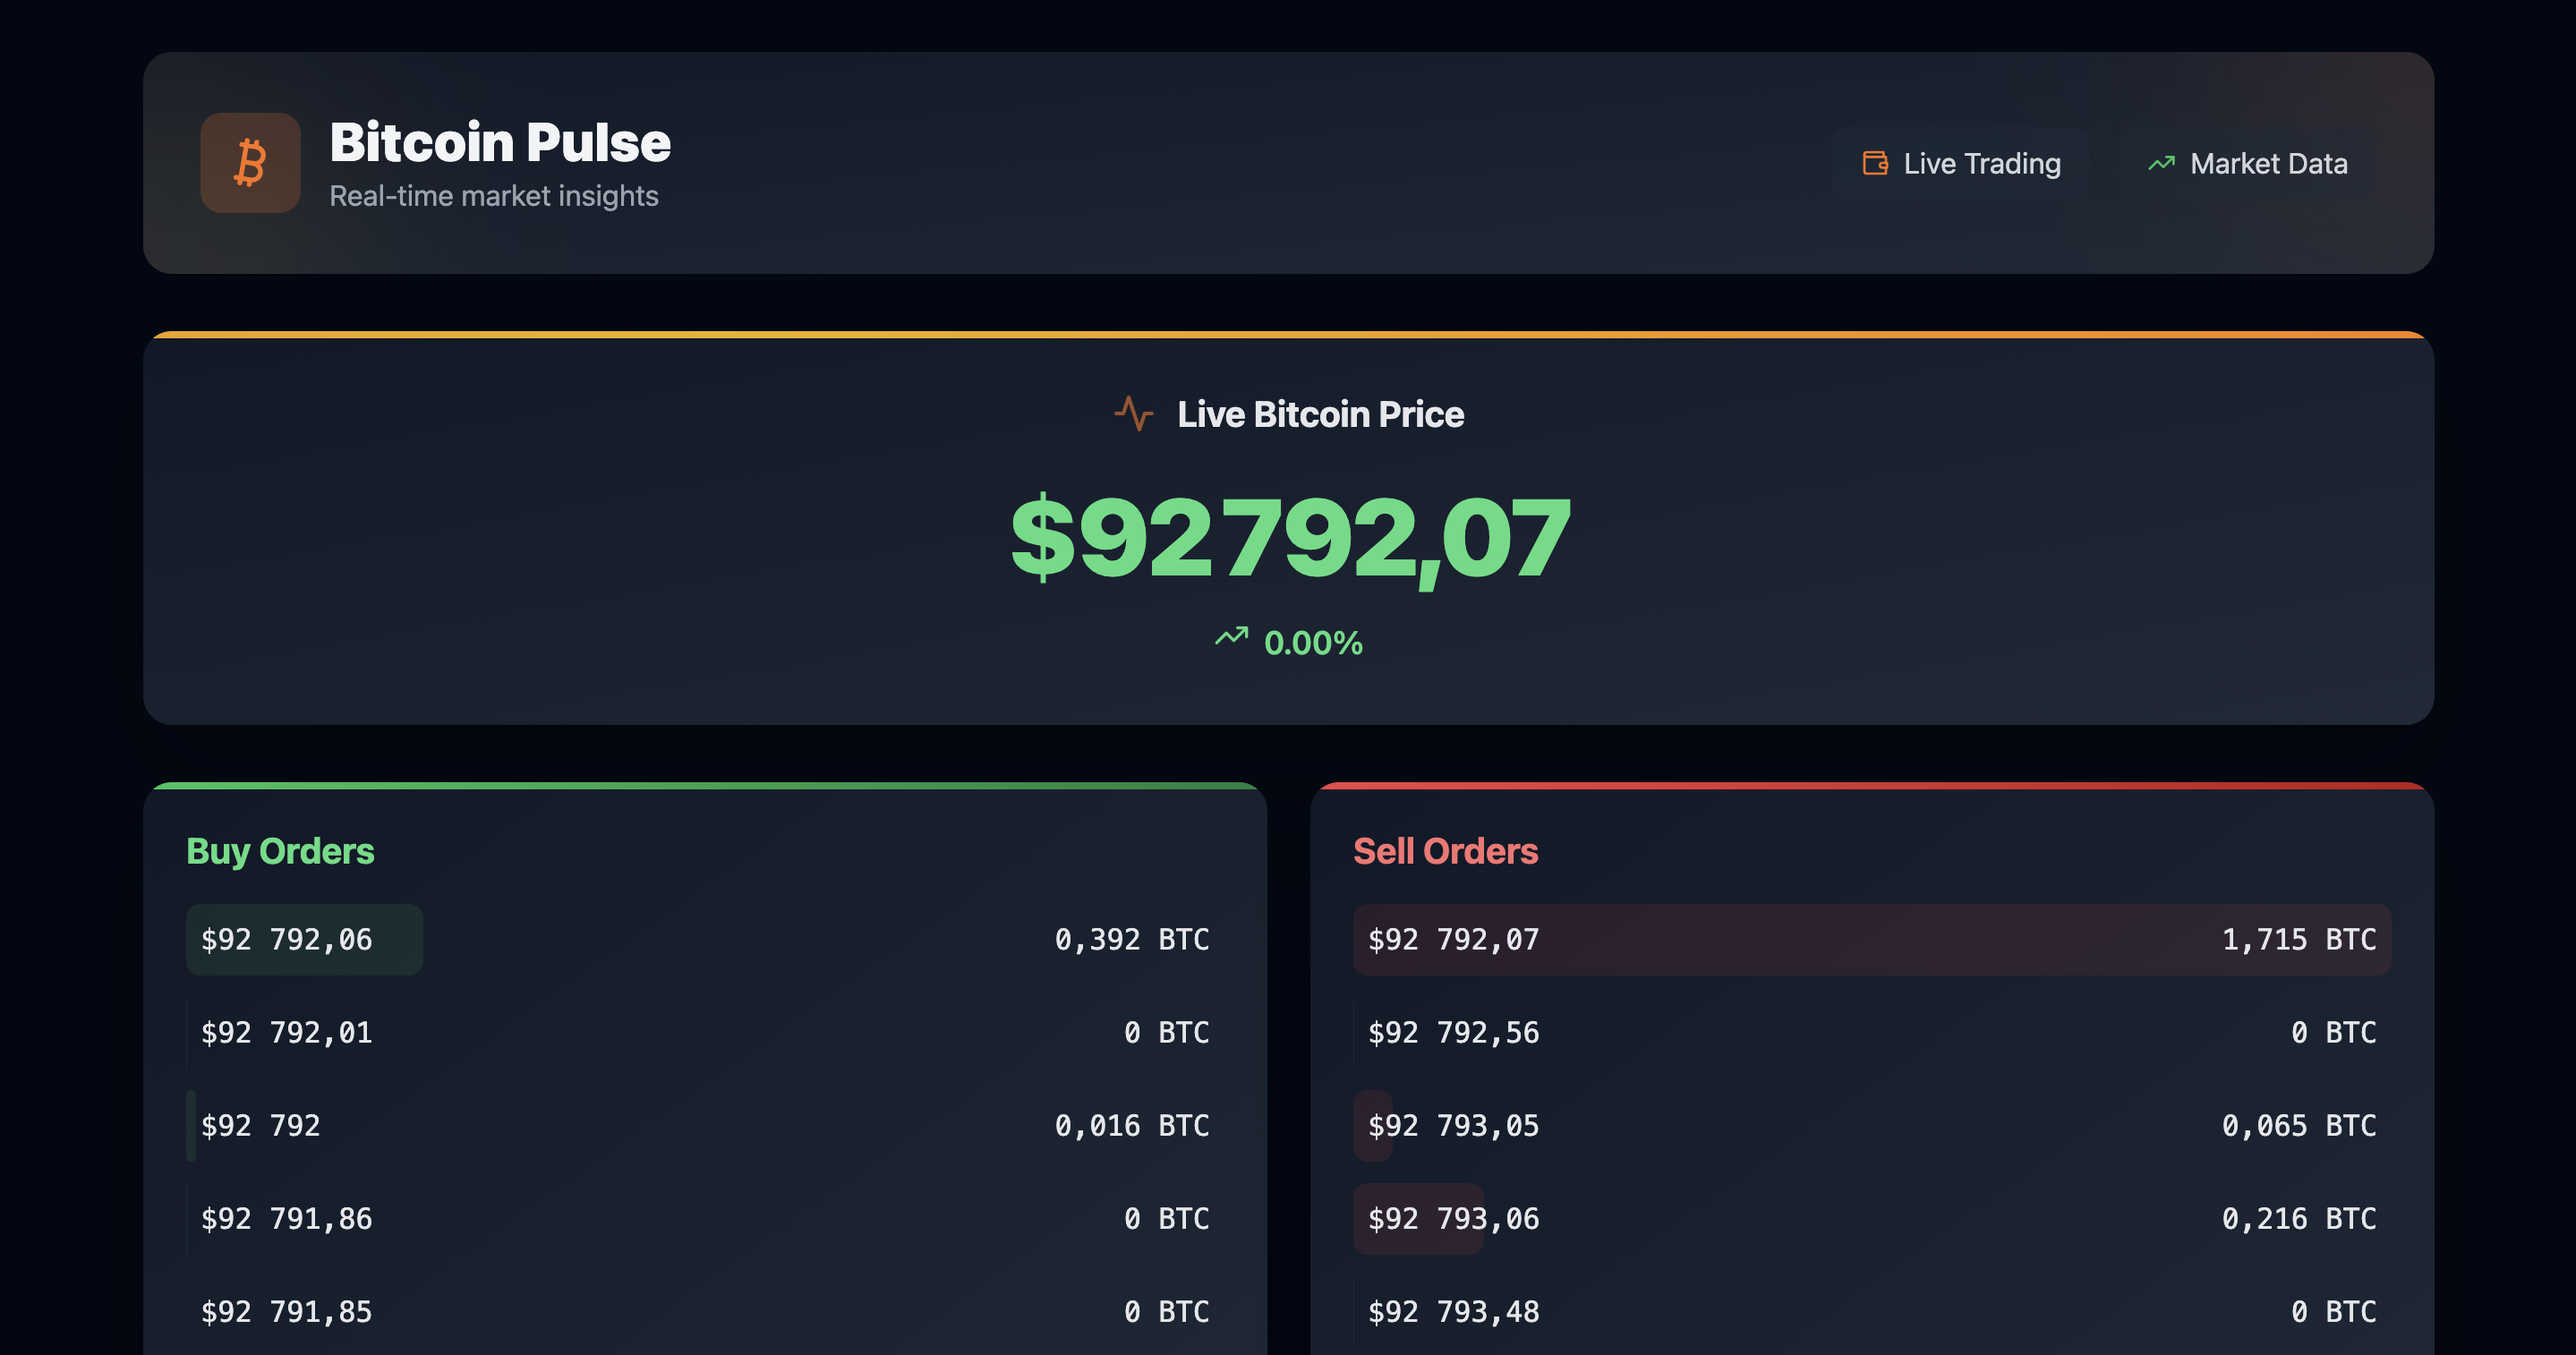 Bitcoin Pulse
Real-time market insights
Live Trading
Market Data
Live Bitcoin Price
$92 792,07
0.00%
Buy Orders
$92 792,06 0,392 BTC
$92 792,01 0 BTC
$92 792 0,016 BTC
$92 791,86 0 BTC
$92 791,85 0 BTC
Sell Orders
$92 792,07 1,715 BTC
$92 792,56 0 BTC
$92 793,05 0,065 BTC
$92 793,06 0,216 BTC
$92 793,48 0 BTC